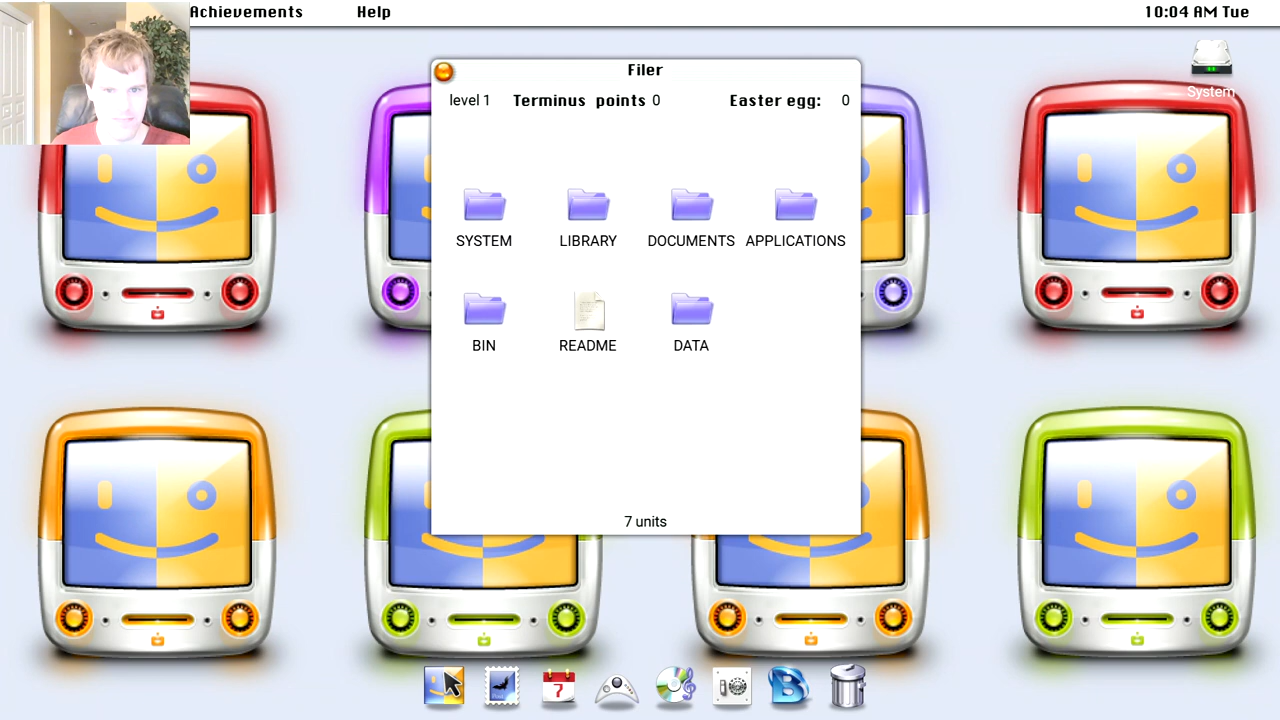 Achievements Help 10:04 AM Tue
System
Filer
level 1 Terminus points 0 Easter egg: 0
SYSTEM LIBRARY DOCUMENTS APPLICATIONS
BIN README DATA
7 units
7
B